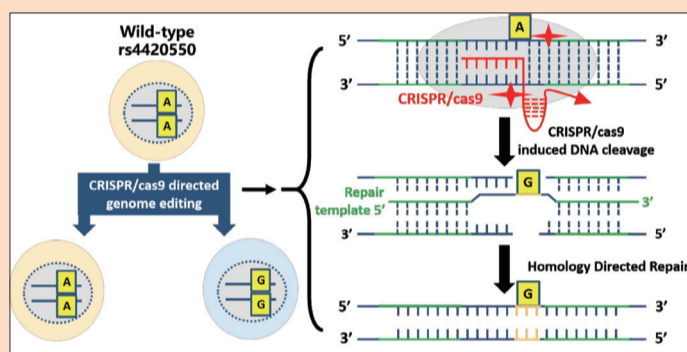 Wild-type
rs4420550
A
A
CRISPR/cas9 directed
genome editing
A
A
G
G
A
5’ 3’
3’ 5’
CRISPR/cas9
CRISPR/cas9
induced DNA cleavage
G
Repair
template 5’ 3’
3’ 5’
Homology Directed Repair
G
5’ 3’
3’ 5’